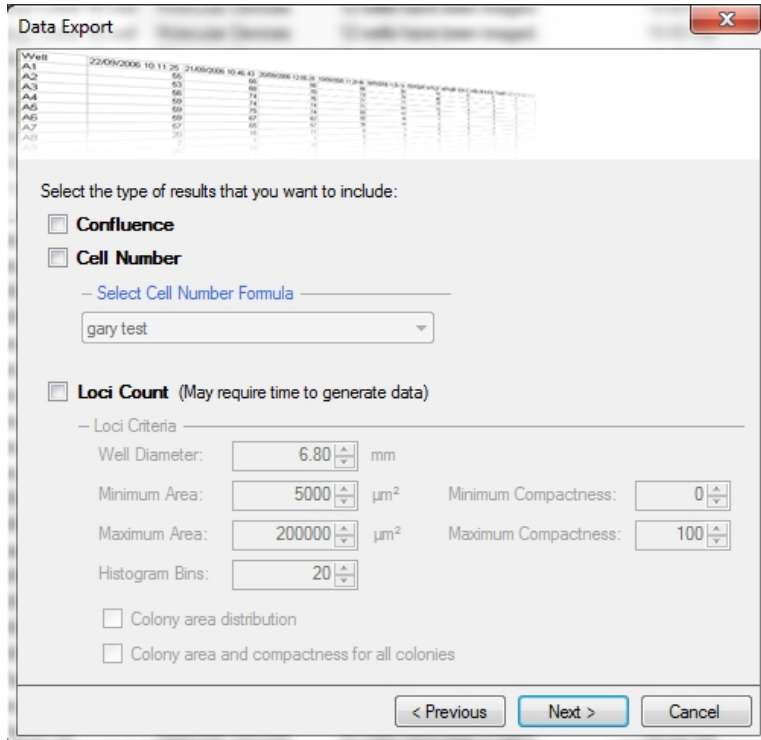 Data Export
Well 22/09/2006 10:11:25 21/09/2006 10:46:43
A1 55
A2 53
A3 56
A4
A5 59
A6 59
A7 57
Select the type of results that you want to include:
Confluence
Cell Number
Select Cell Number Formula
gary test
Loci Count (May require time to generate data)
Loci Criteria
Well Diameter: 6.80 mm
Minimum Area: 5000 µm² Minimum Compactness: 0
Maximum Area: 200000 µm² Maximum Compactness: 100
Histogram Bins: 20
Colony area distribution
Colony area and compactness for all colonies
< Previous Next > Cancel